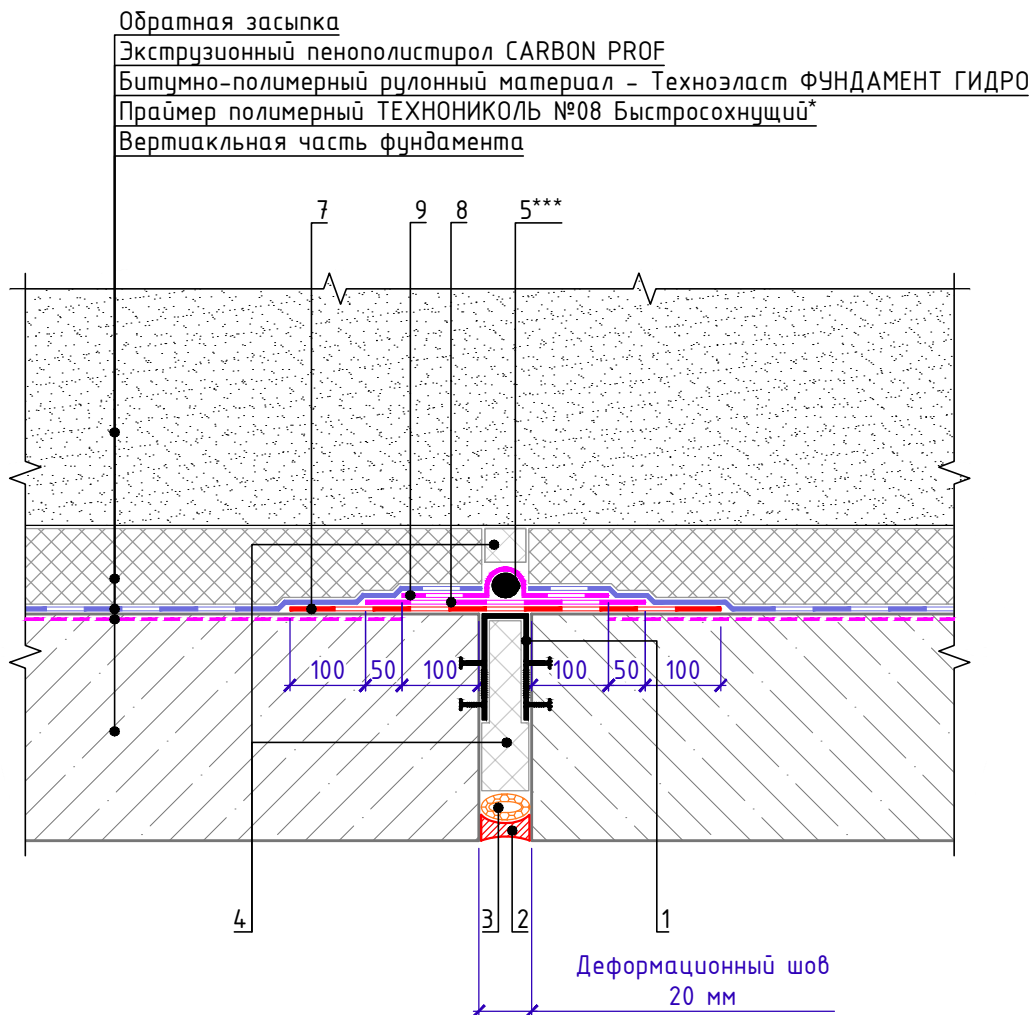 Обратная засыпка
Экструзионный пенополистирол CARBON PROF
Битумно-полимерный рулонный материал - Техноэласт ФУНДАМЕНТ ГИДРО
Праймер полимерный ТЕХНОНИКОЛЬ №08 Быстросохнущий*
Вертиакльная часть фундамента
7 9 8 5***
100 50 100 100 50 100
4 3 2 1
Деформационный шов
20 мм